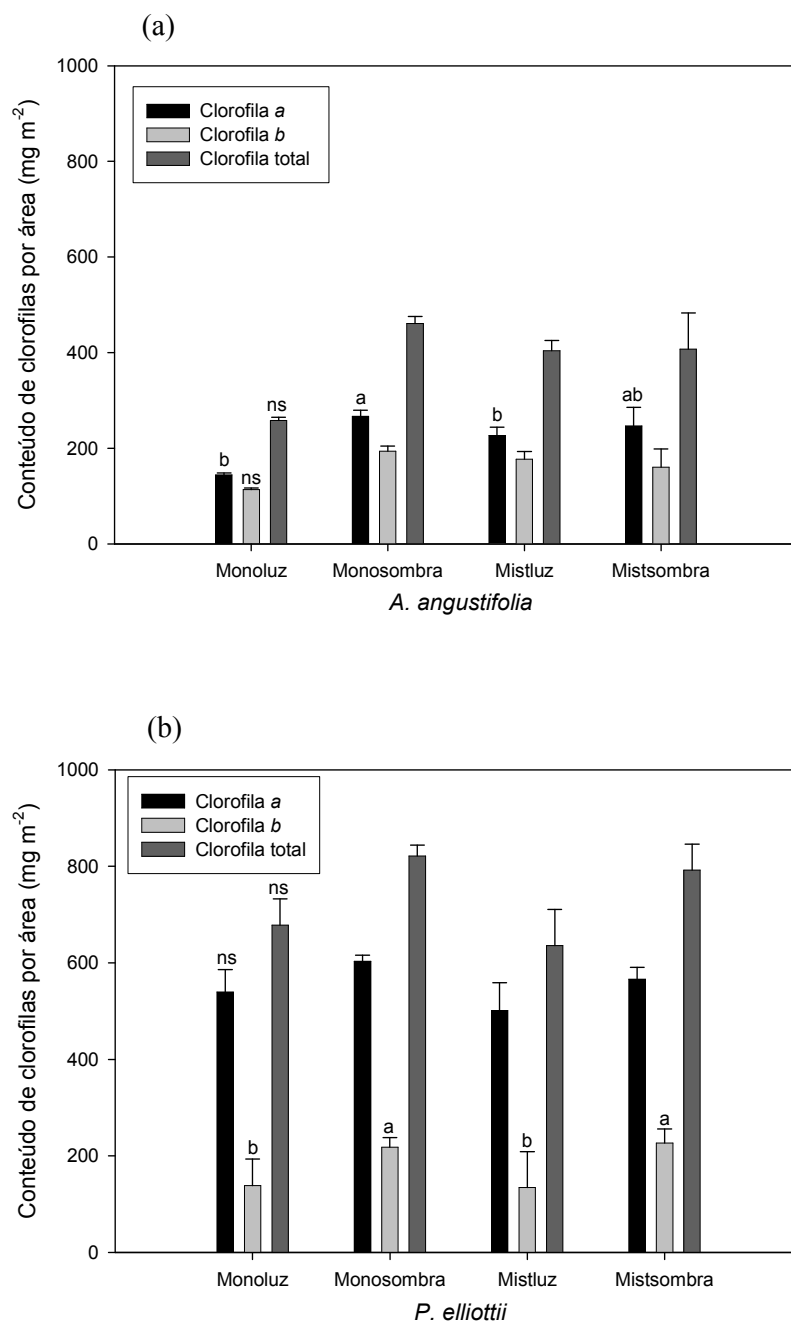 (a)
Conteúdo de clorofilas por área (mg m-2)
1000
800
600
400
200
0
Clorofila a
Clorofila b
Clorofila total
b
ns
ns
a
b
ab
Monoluz
Monosombra
Mistluz
Mistsombra
A. angustifolia
(b)
Conteúdo de clorofilas por área (mg m-2)
1000
800
600
400
200
0
Clorofila a
Clorofila b
Clorofila total
ns
b
ns
a
b
a
Monoluz
Monosombra
Mistluz
Mistsombra
P. elliottii